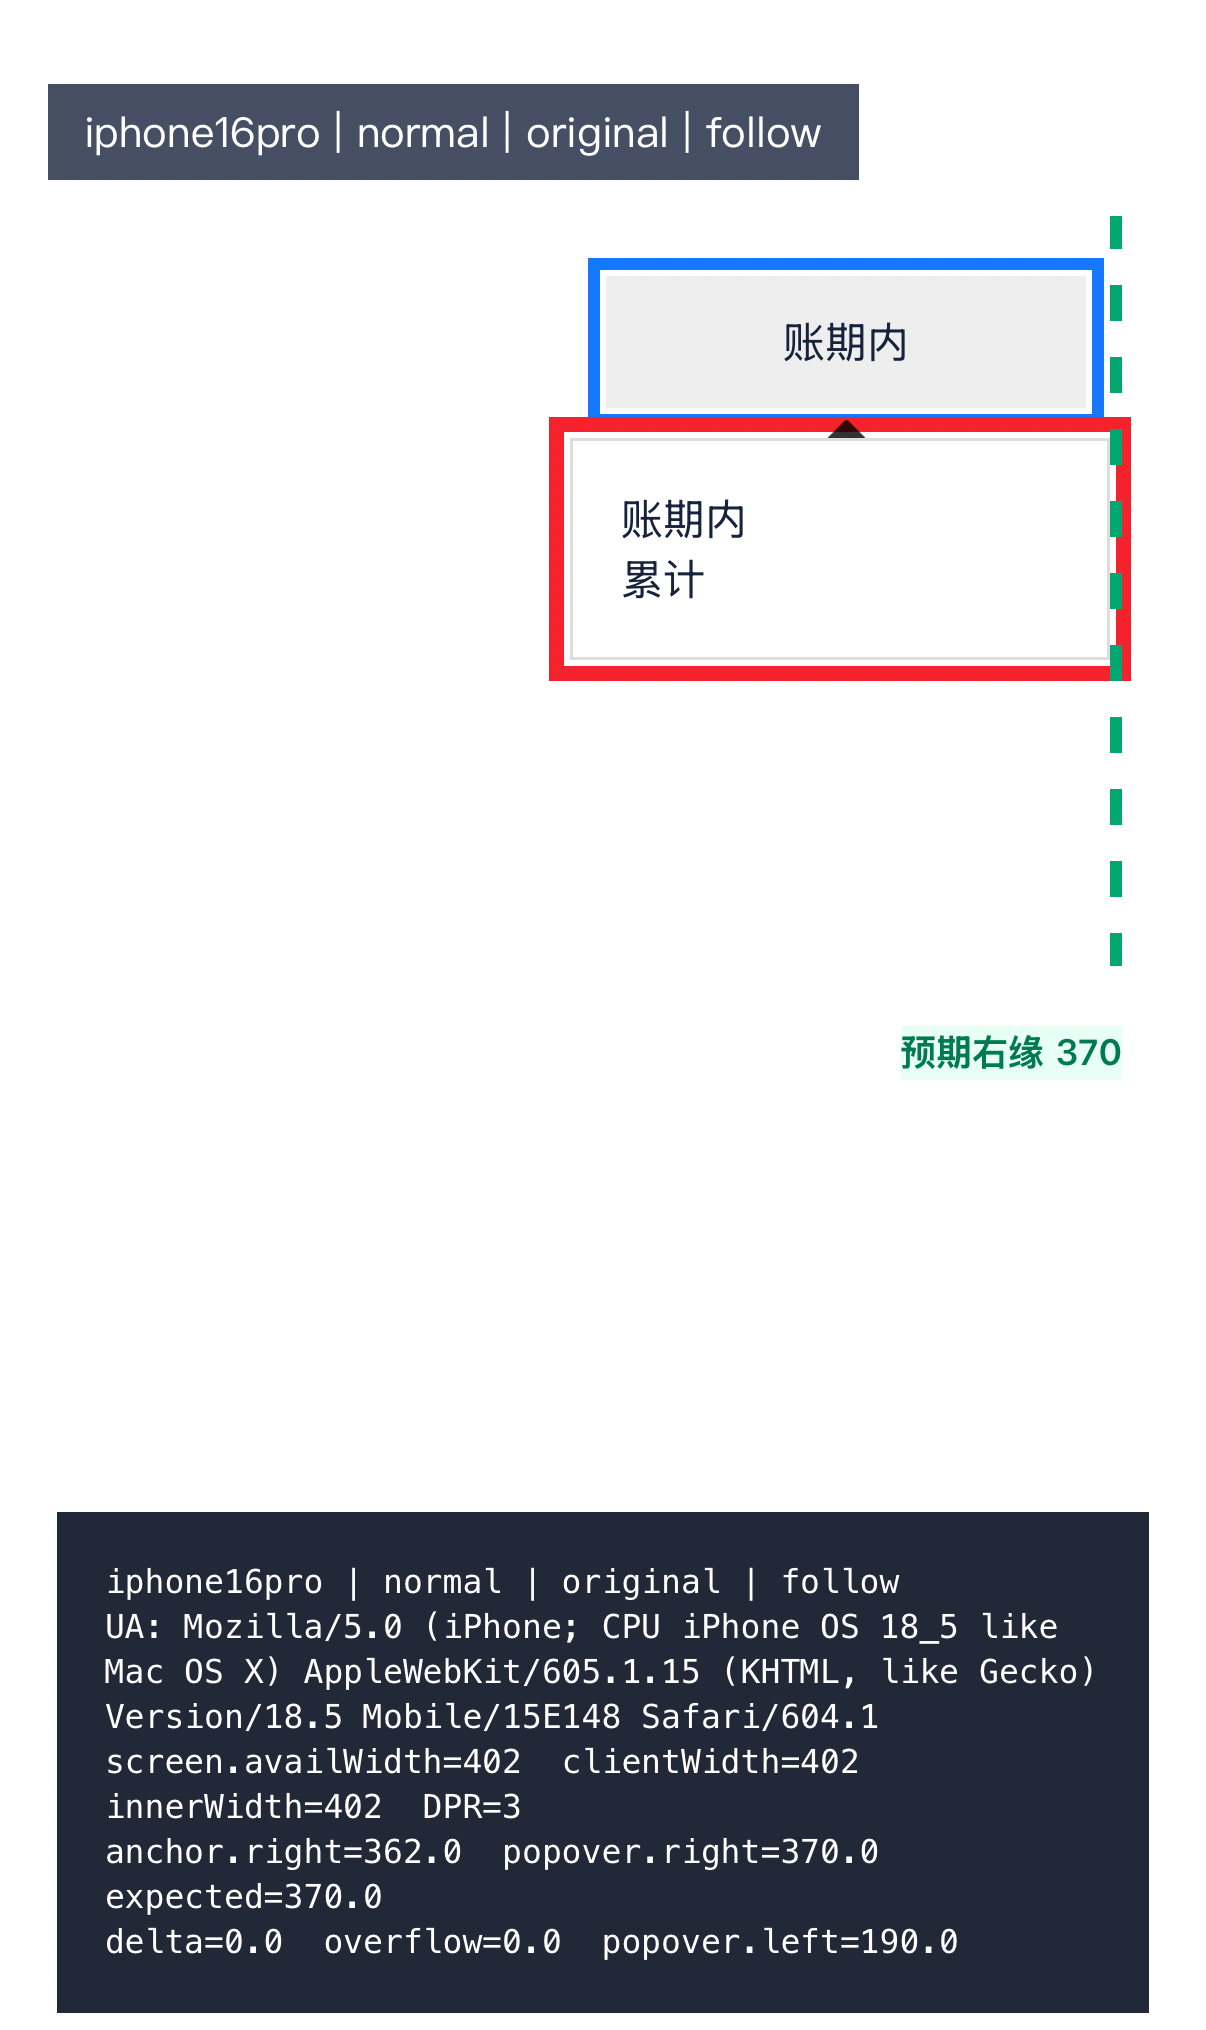 iphone16pro | normal | original | follow
账期内
账期内
累计
预期右缘 370
iphone16pro | normal | original | follow
UA: Mozilla/5.0 (iPhone; CPU iPhone OS 18_5 like
Mac OS X) AppleWebKit/605.1.15 (KHTML, like Gecko)
Version/18.5 Mobile/15E148 Safari/604.1
screen.availWidth=402  clientWidth=402
innerWidth=402  DPR=3
anchor.right=362.0  popover.right=370.0
expected=370.0
delta=0.0  overflow=0.0  popover.left=190.0